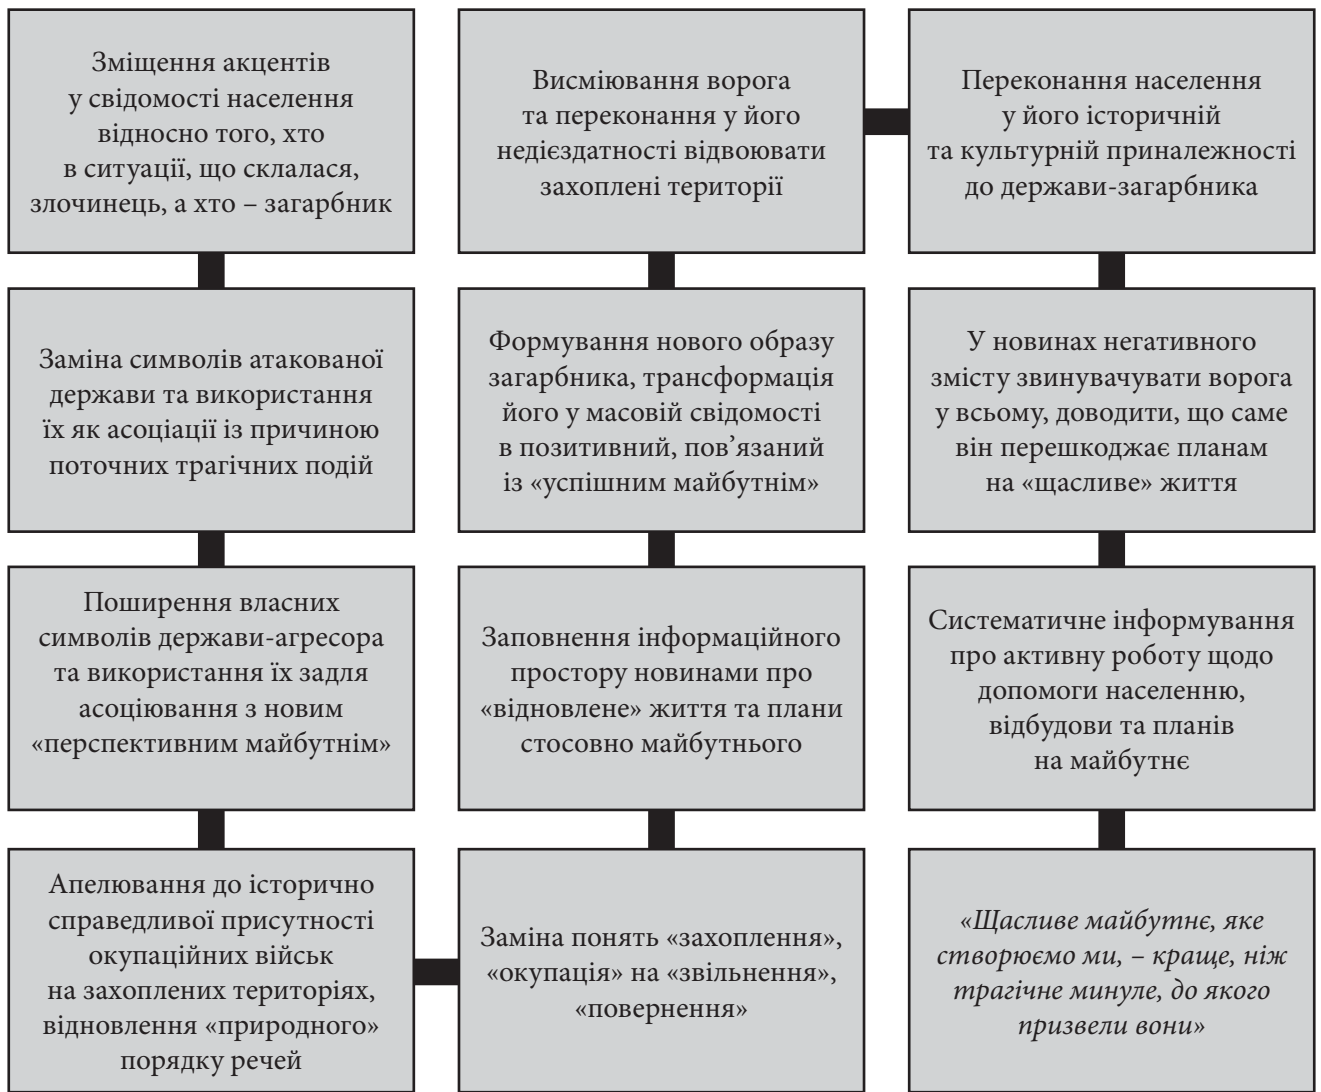 Зміщення акцентів
у свідомості населення
відносно того, хто
в ситуації, що склалася,
злочинець, а хто – загарбник
Заміна символів атакованої
держави та використання
їх як асоціації із причиною
поточних трагічних подій
Поширення власних
символів держави-агресора
та використання їх задля
асоціювання з новим
«перспективним майбутнім»
Апелювання до історично
справедливої присутності
окупаційних військ
на захоплених територіях,
відновлення «природного»
порядку речей
Заміна понять «захоплення»,
«окупація» на «звільнення»,
«повернення»
Заповнення інформаційного
простору новинами про
«відновлене» життя та плани
стосовно майбутнього
Формування нового образу
загарбника, трансформація
його у масовій свідомості
в позитивний, пов’язаний
із «успішним майбутнім»
Висміювання ворога
та переконання у його
недієздатності відвоювати
захоплені території
Переконання населення
у його історичній
та культурній приналежності
до держави-загарбника
У новинах негативного
змісту звинувачувати ворога
у всьому, доводити, що саме
він перешкоджає планам
на «щасливе» життя
Систематичне інформування
про активну роботу щодо
допомоги населенню,
відбудови та планів
на майбутнє
«Щасливе майбутнє, яке
створюємо ми, – краще, ніж
трагічне минуле, до якого
призвели вони»